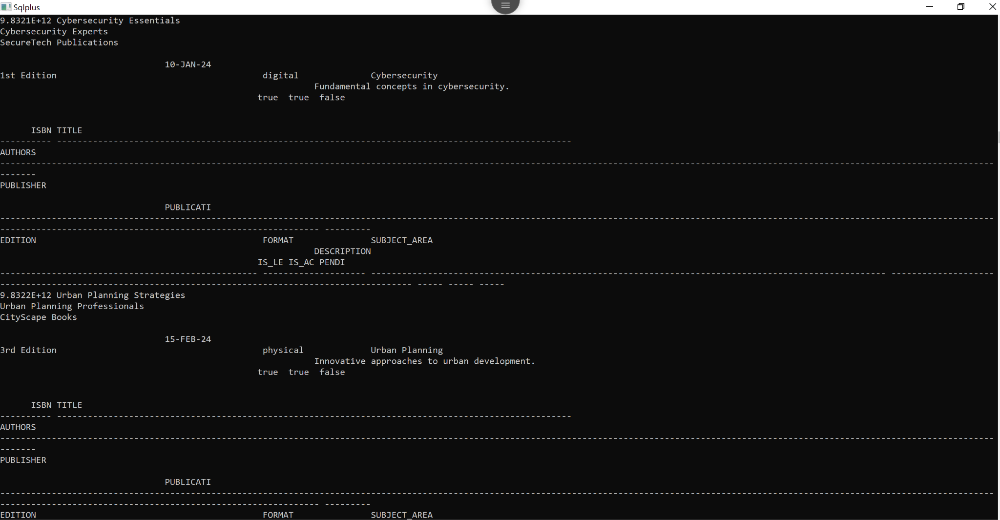 Sqlplus
9.8321E+12 Cybersecurity Essentials
Cybersecurity Experts
SecureTech Publications
10-JAN-24
1st Edition digital Cybersecurity
Fundamental concepts in cybersecurity.
true true false
ISBN TITLE
---------- ----------------------------------------------------------------------------------------------------
AUTHORS
-------------------------------------------------------------------------------------------------------------------------------------------------------------------------------------------------
-------
PUBLISHER
PUBLICATI
-------------------------------------------------------------------------------------------------------------------------------------------------------------------------------------------------
-------------------------------------------------------------- ---------
EDITION FORMAT SUBJECT_AREA
DESCRIPTION
IS_LE IS_AC PENDI
-------------------------------------------------- -------------------- ---------------------------------------------------------------------------------------------------- --------------------
-------------------------------------------------------------------------------- ----- ----- -----
9.8322E+12 Urban Planning Strategies
Urban Planning Professionals
CityScape Books
15-FEB-24
3rd Edition physical Urban Planning
Innovative approaches to urban development.
true true false
ISBN TITLE
---------- ----------------------------------------------------------------------------------------------------
AUTHORS
-------------------------------------------------------------------------------------------------------------------------------------------------------------------------------------------------
-------
PUBLISHER
PUBLICATI
-------------------------------------------------------------------------------------------------------------------------------------------------------------------------------------------------
-------------------------------------------------------------- ---------
EDITION FORMAT SUBJECT_AREA